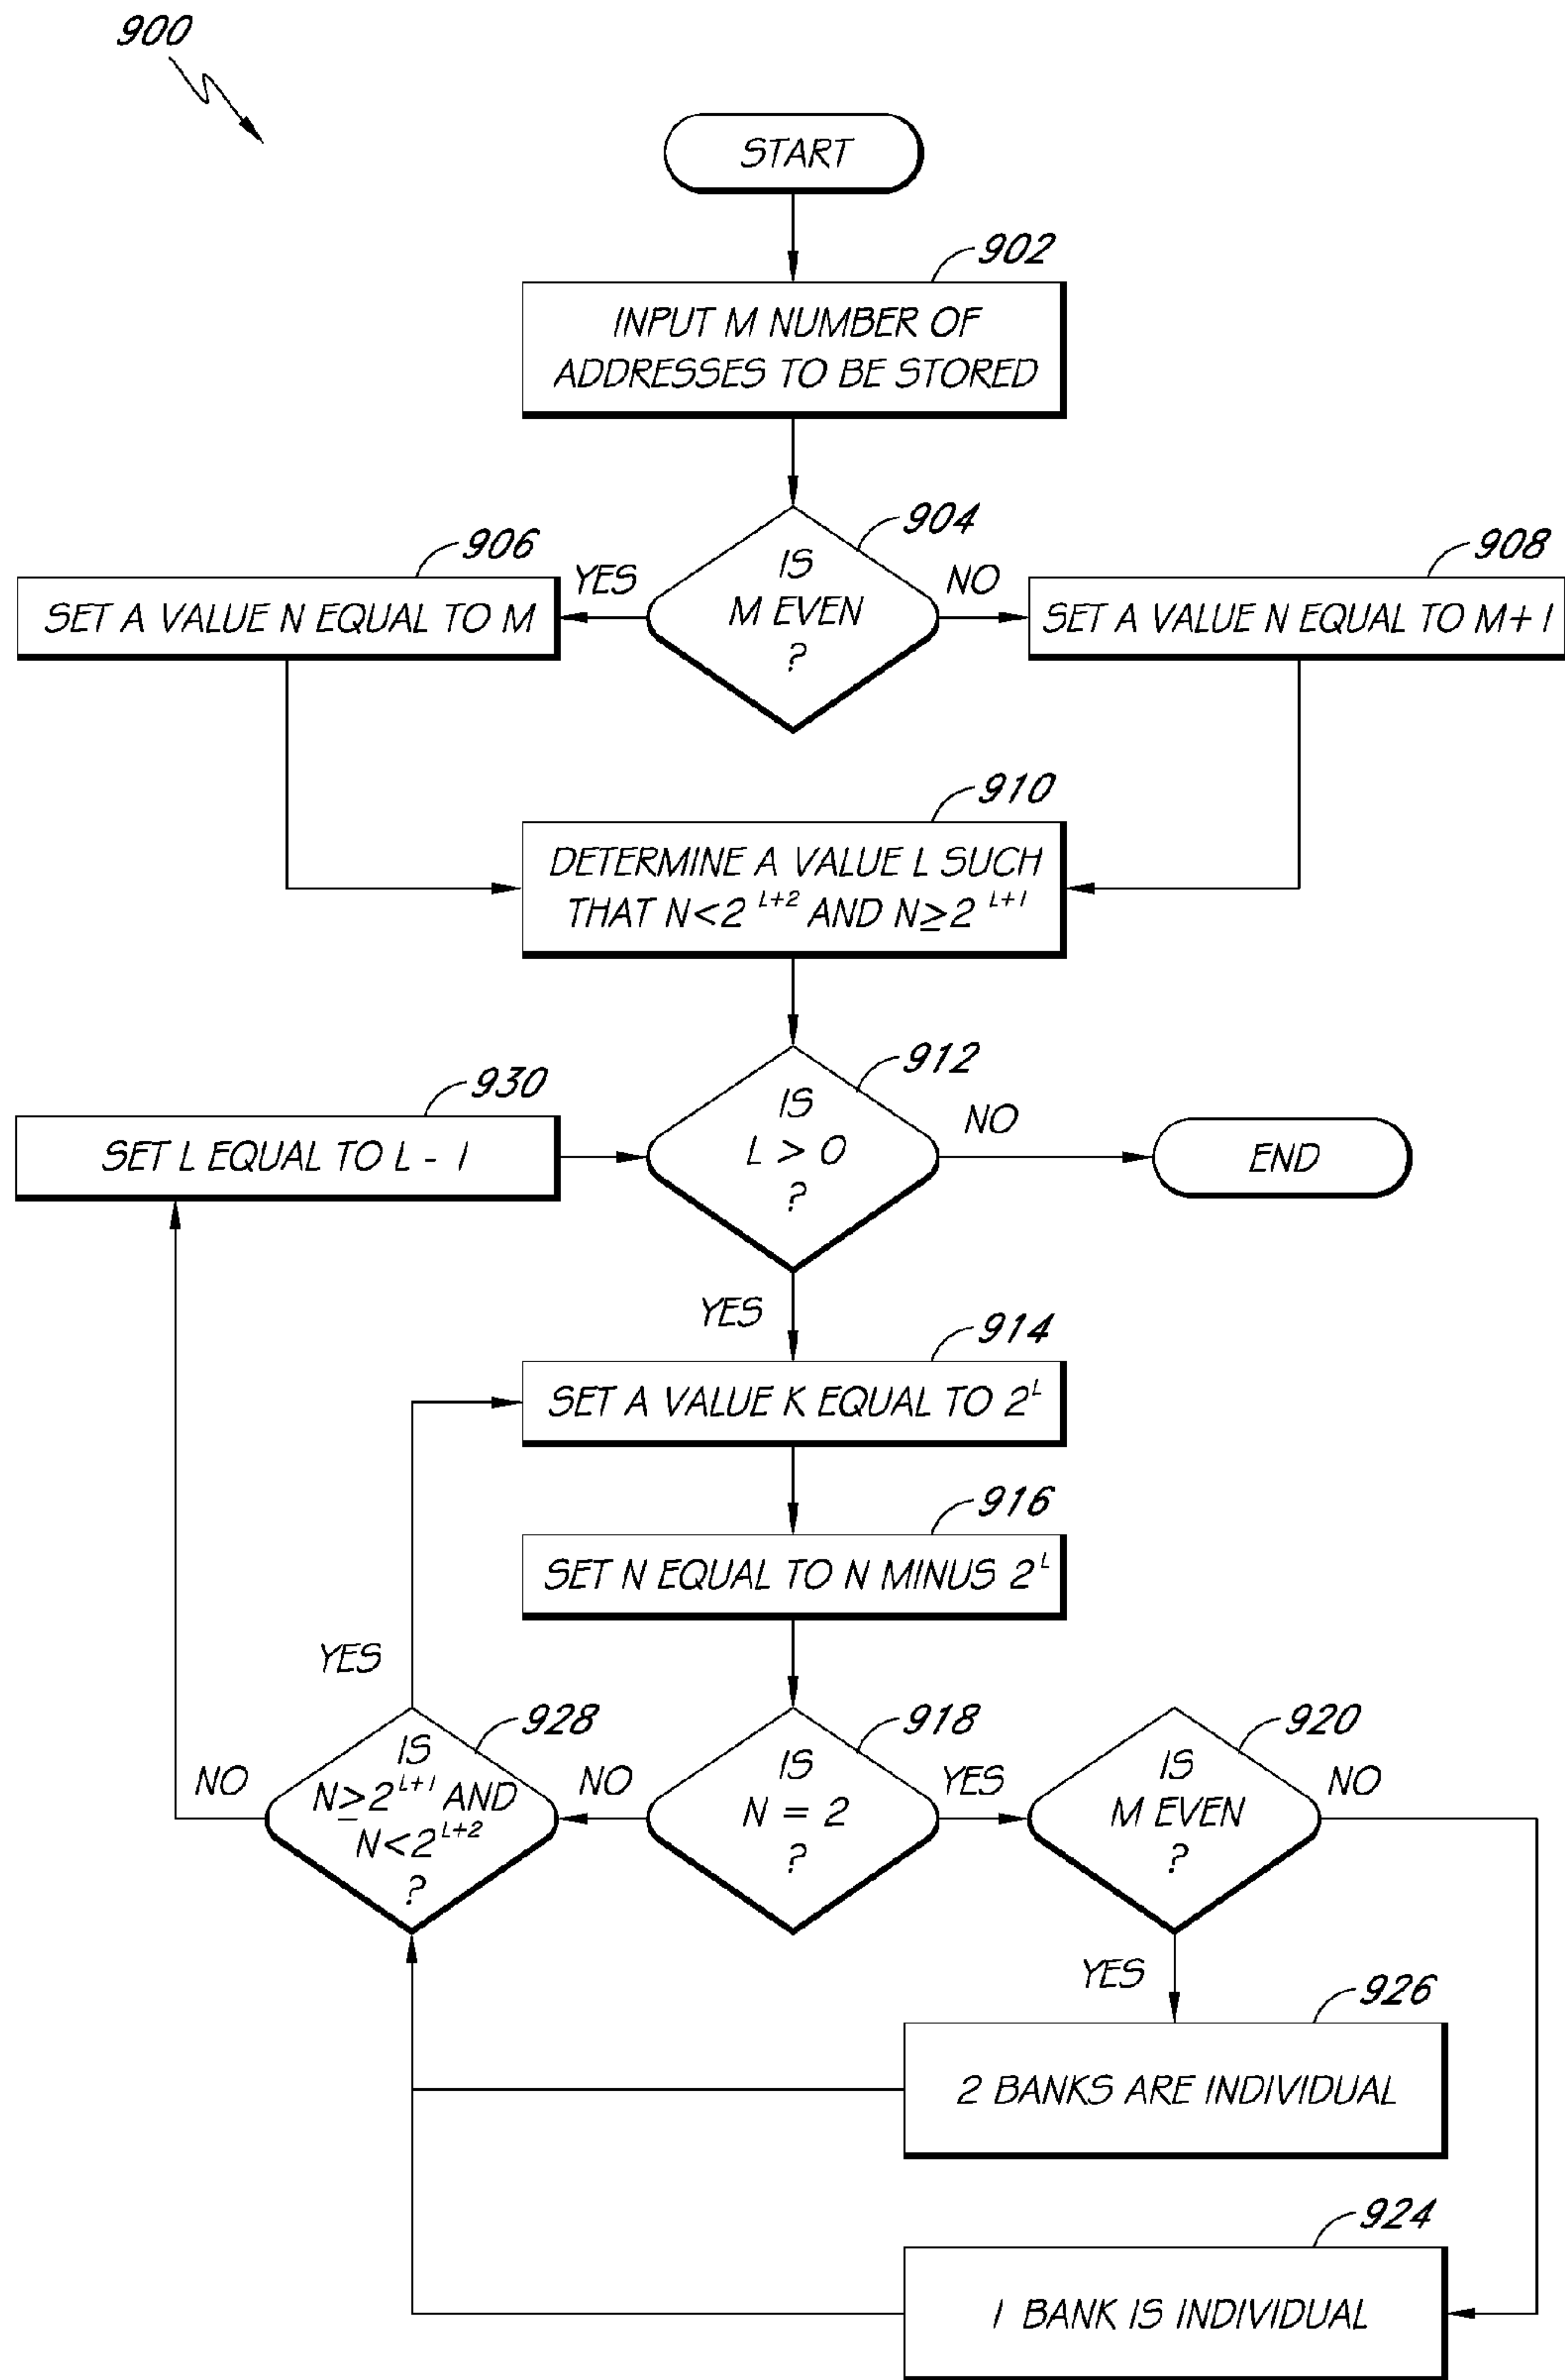 900
START
902
INPUT M NUMBER OF
ADDRESSES TO BE STORED
904
IS
M EVEN
?
YES
NO
906
SET A VALUE N EQUAL TO M
908
SET A VALUE N EQUAL TO M+1
910
DETERMINE A VALUE L SUCH
THAT N<2^{L+2} AND N≥2^{L+1}
912
IS
L > 0
?
NO
END
930
SET L EQUAL TO L - 1
YES
914
SET A VALUE K EQUAL TO 2^L
916
SET N EQUAL TO N MINUS 2^L
YES
928
IS
N≥2^{L+1} AND
N<2^{L+2}
?
NO
NO
918
IS
N = 2
?
YES
920
IS
M EVEN
?
NO
YES
926
2 BANKS ARE INDIVIDUAL
924
1 BANK IS INDIVIDUAL